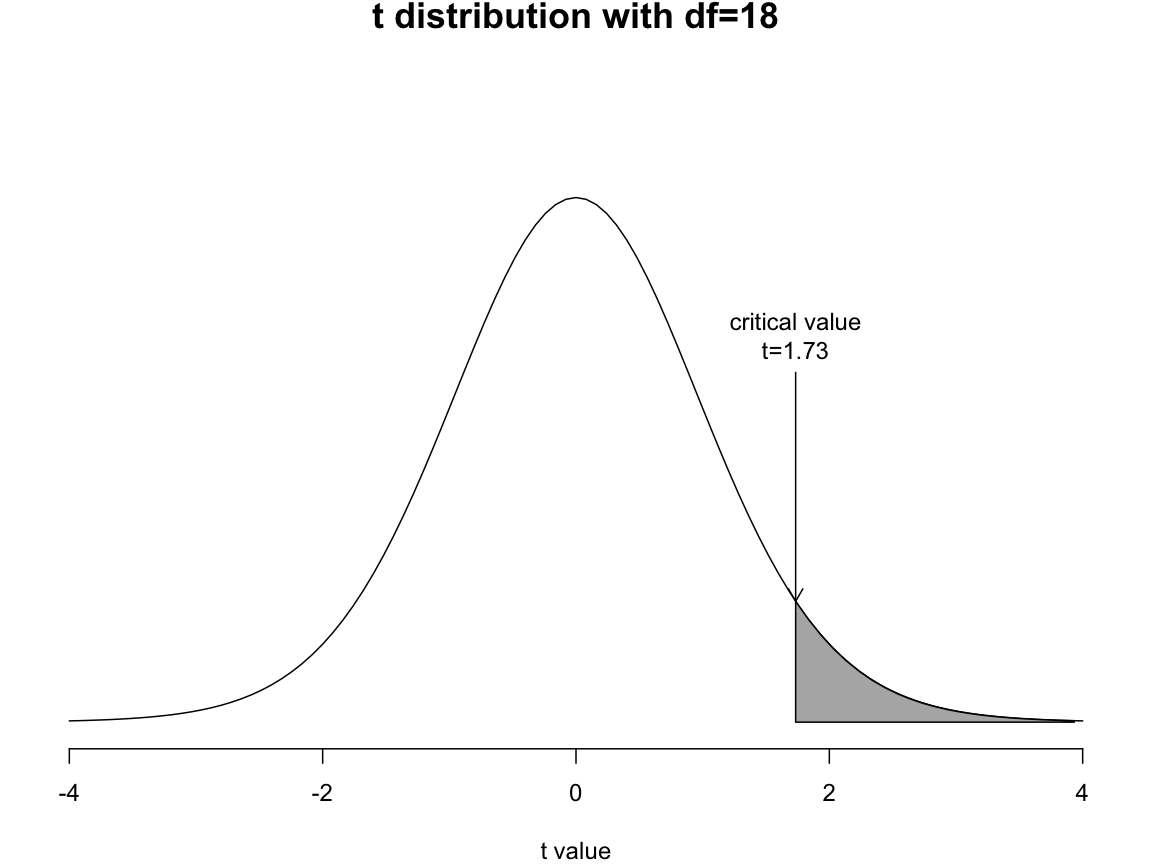 t distribution with df=18
critical value
t=1.73
-4
-2
0
2
4
t value